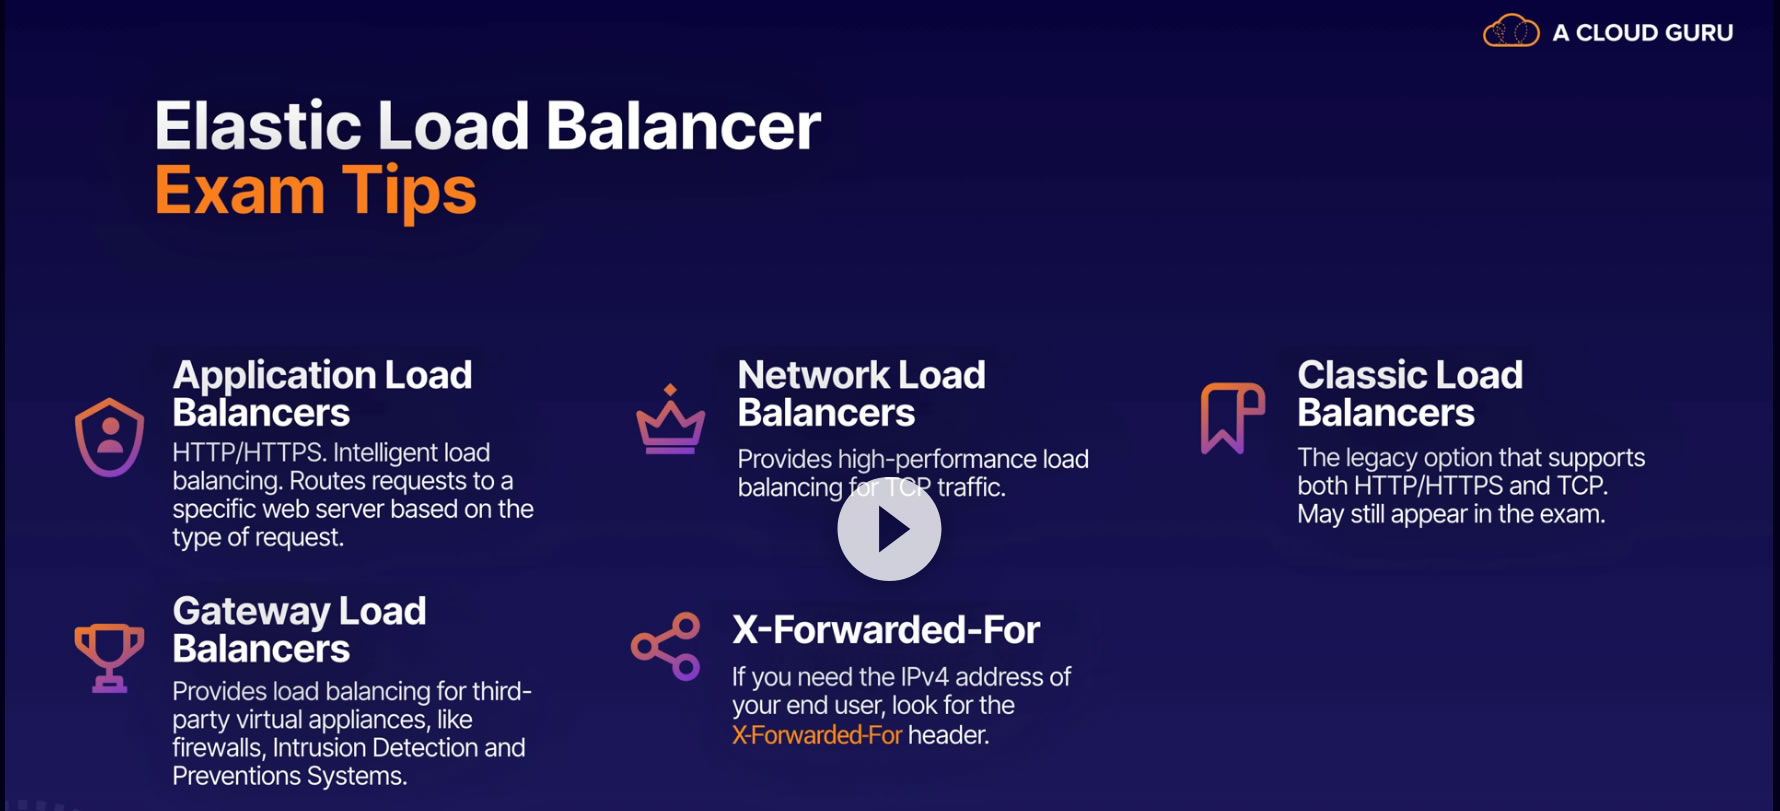 A CLOUD GURU
Elastic Load Balancer
Exam Tips
Application Load
Balancers
HTTP/HTTPS. Intelligent load
balancing. Routes requests to a
specific web server based on the
type of request.
Network Load
Balancers
Provides high-performance load
balancing for TCP traffic.
Classic Load
Balancers
The legacy option that supports
both HTTP/HTTPS and TCP.
May still appear in the exam.
Gateway Load
Balancers
Provides load balancing for third-
party virtual appliances, like
firewalls, Intrusion Detection and
Preventions Systems.
X-Forwarded-For
If you need the IPv4 address of
your end user, look for the
X-Forwarded-For header.